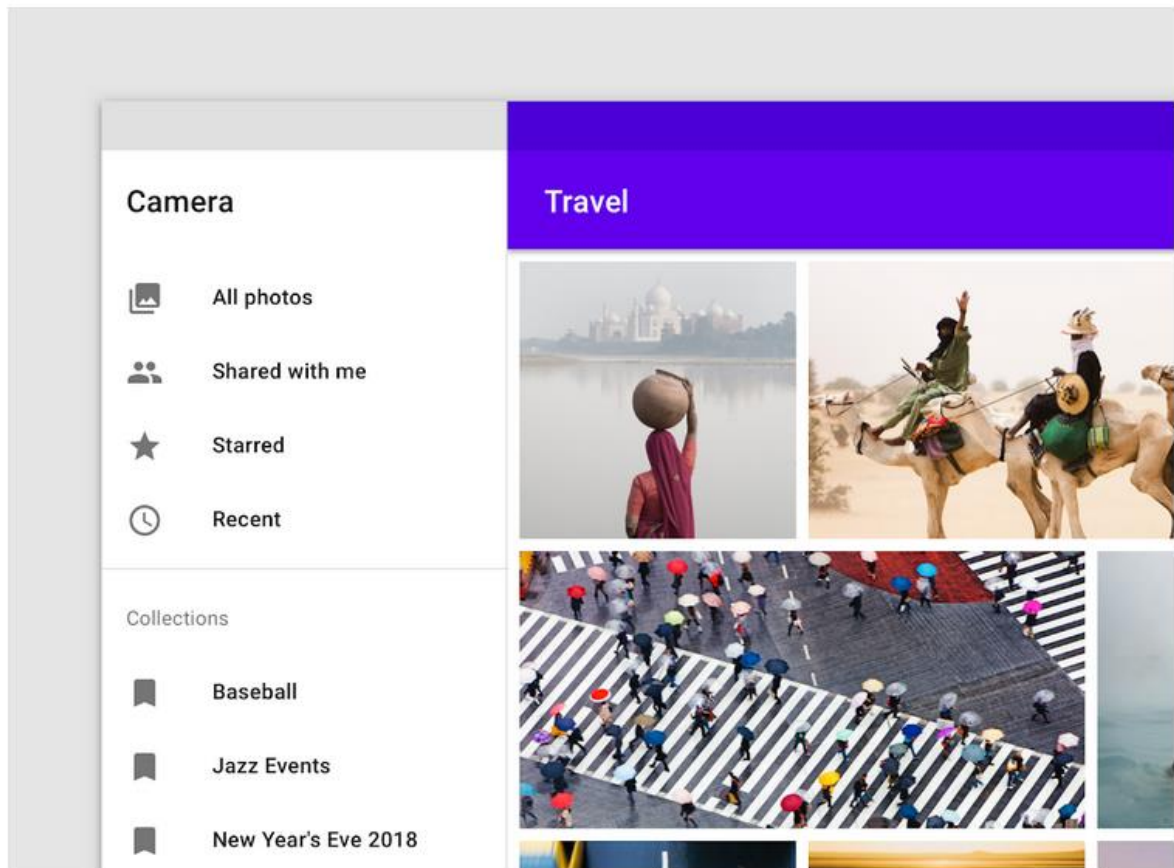 Camera
Travel
All photos
Shared with me
Starred
Recent
Collections
Baseball
Jazz Events
New Year's Eve 2018